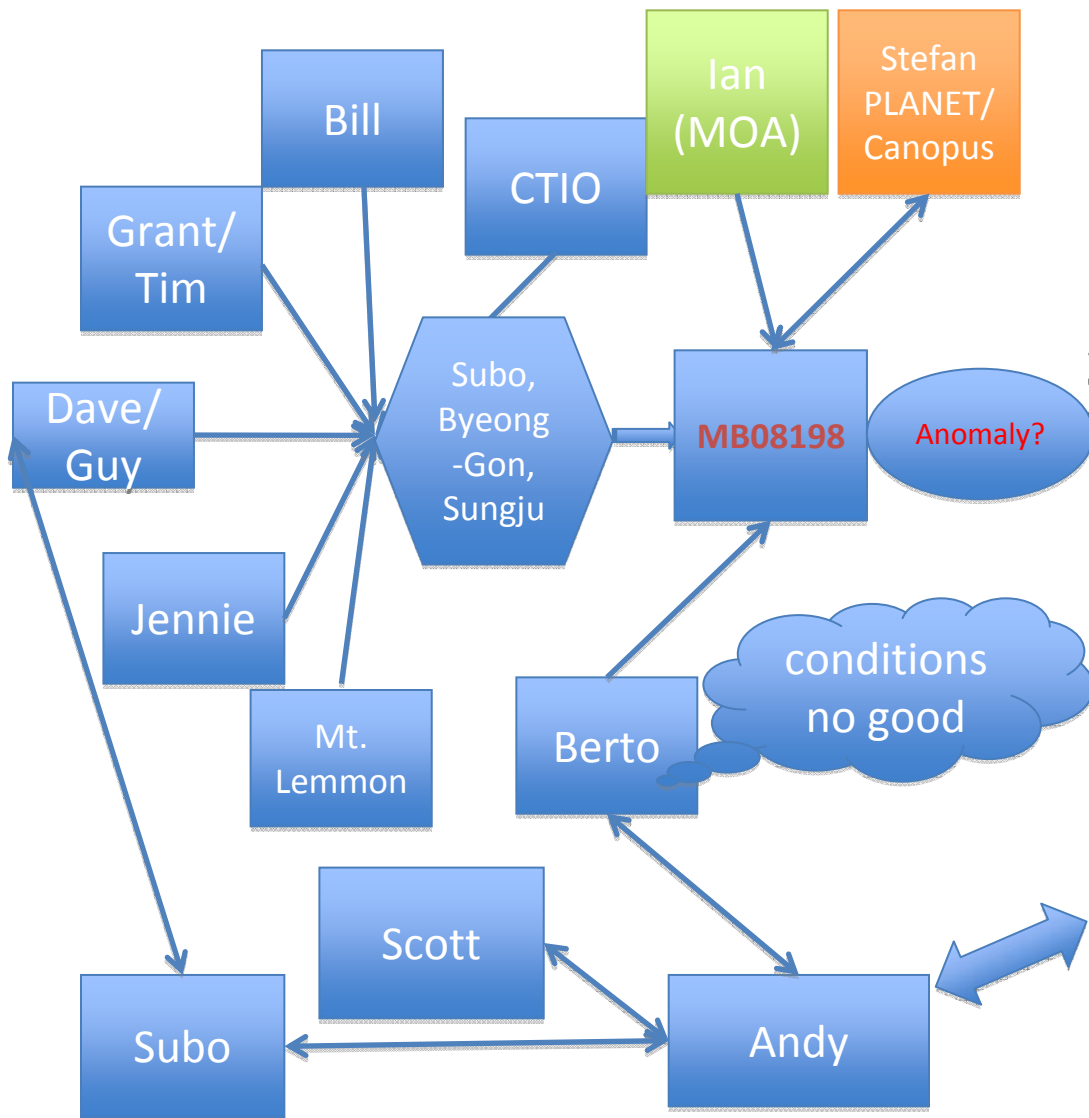 Bill
Ian
(MOA)
Stefan
PLANET/
Canopus
CTIO
Grant/
Tim
Subo,
Byeong
-Gon,
Sungju
MB08198
Anomaly?
Dave/
Guy
Jennie
Mt.
Lemmon
Berto
conditions
no good
Scott
Subo
Andy